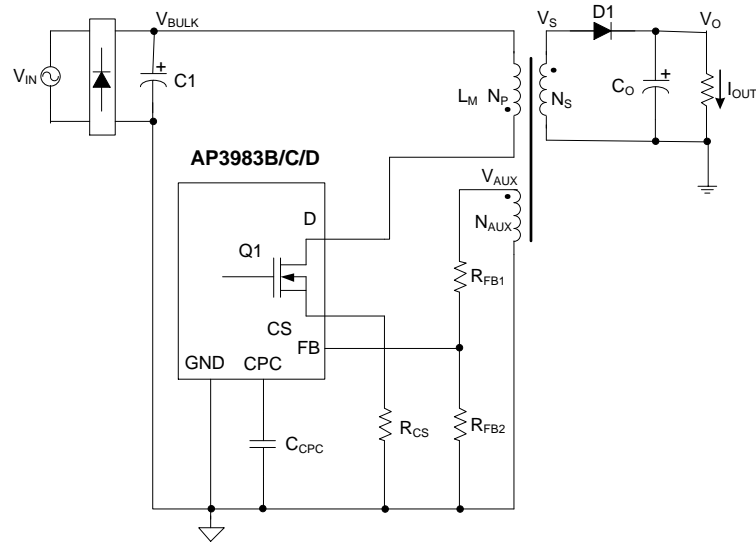 V_BULK
V_S
D1
V_O
V_IN
C1
L_M N_P
N_S
C_O
I_OUT
AP3983B/C/D
V_AUX
D
N_AUX
Q1
R_FB1
CS
FB
GND
CPC
R_CS
R_FB2
C_CPC